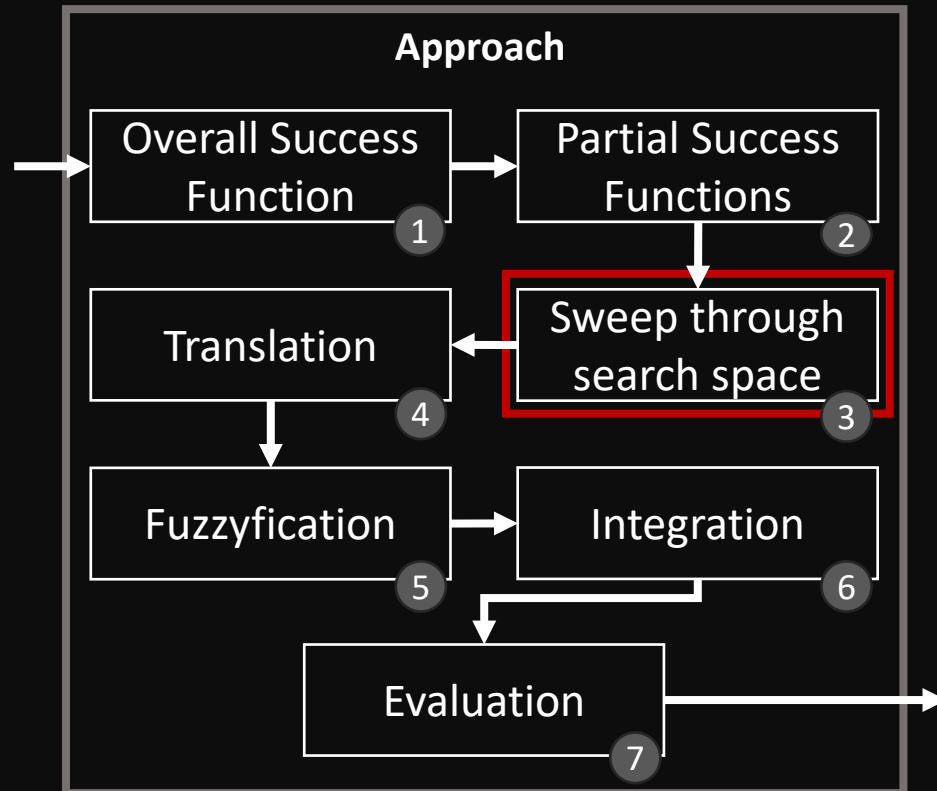 Approach
Overall Success
Function
1
Partial Success
Functions
2
Sweep through
search space
3
Translation
4
Fuzzyfication
5
Integration
6
Evaluation
7